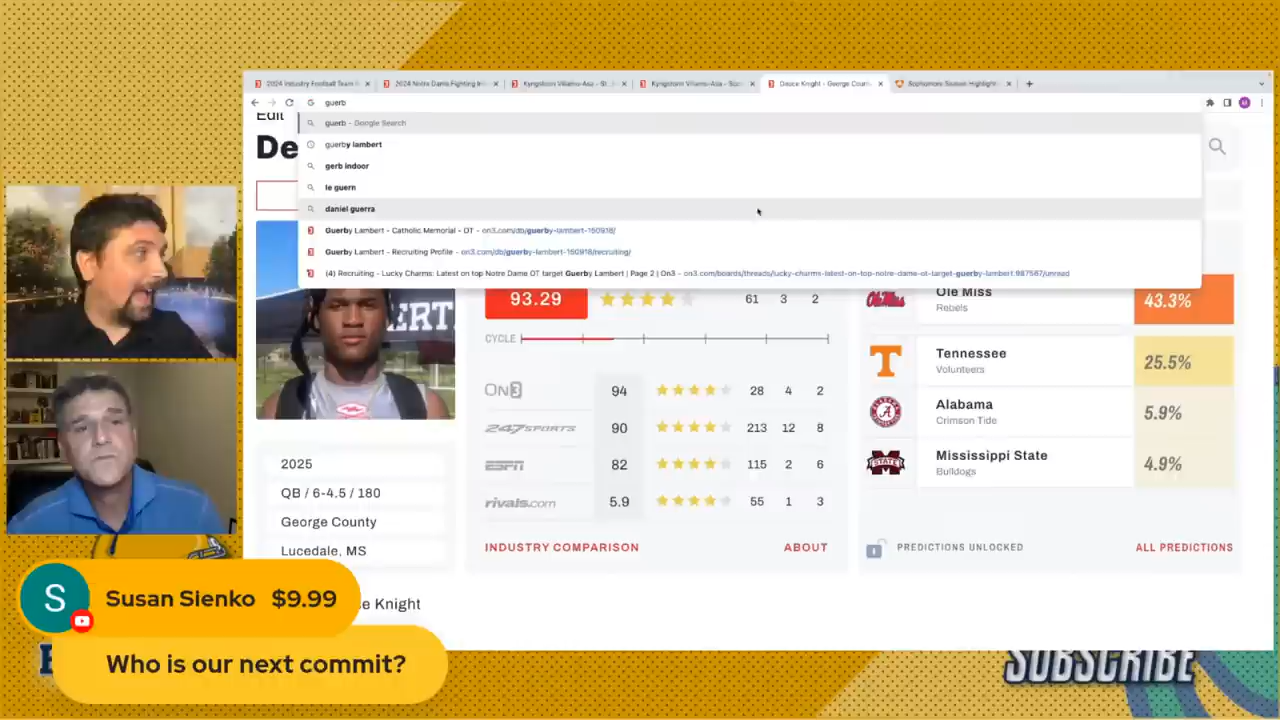 2024 Industry Football Team R
2024 Notre Dame Fighting Iri
Kyngstonn Viliamu-Asa - St. J
Kyngstonn Viliamu-Asa - Stan
Deuce Knight - George Coun
Sophomore Season Highlight
guerb
Edit
De
guerb - Google Search
guerby lambert
gerb indoor
le guern
daniel guerra
Guerby Lambert - Catholic Memorial - OT - on3.com/db/guerby-lambert-150918/
Guerby Lambert - Recruiting Profile - on3.com/db/guerby-lambert-150918/recruiting/
(4) Recruiting - Lucky Charms: Latest on top Notre Dame OT target Guerby Lambert | Page 2 | On3 - on3.com/boards/threads/lucky-charms-latest-on-top-notre-dame-ot-target-guerby-lambert.987567/unread
ERT
93.29 61 3 2
CYCLE
ON3 94 28 4 2
247SPORTS 90 213 12 8
ESPN 82 115 2 6
rivals.com 5.9 55 1 3
INDUSTRY COMPARISON ABOUT
Ole Miss
Rebels
43.3%
Tennessee
Volunteers
25.5%
Alabama
Crimson Tide
5.9%
STATE
Mississippi State
Bulldogs
4.9%
PREDICTIONS UNLOCKED ALL PREDICTIONS
2025
QB / 6-4.5 / 180
George County
Lucedale, MS
e Knight
S
Susan Sienko $9.99
Who is our next commit?
SUBSCRIBE